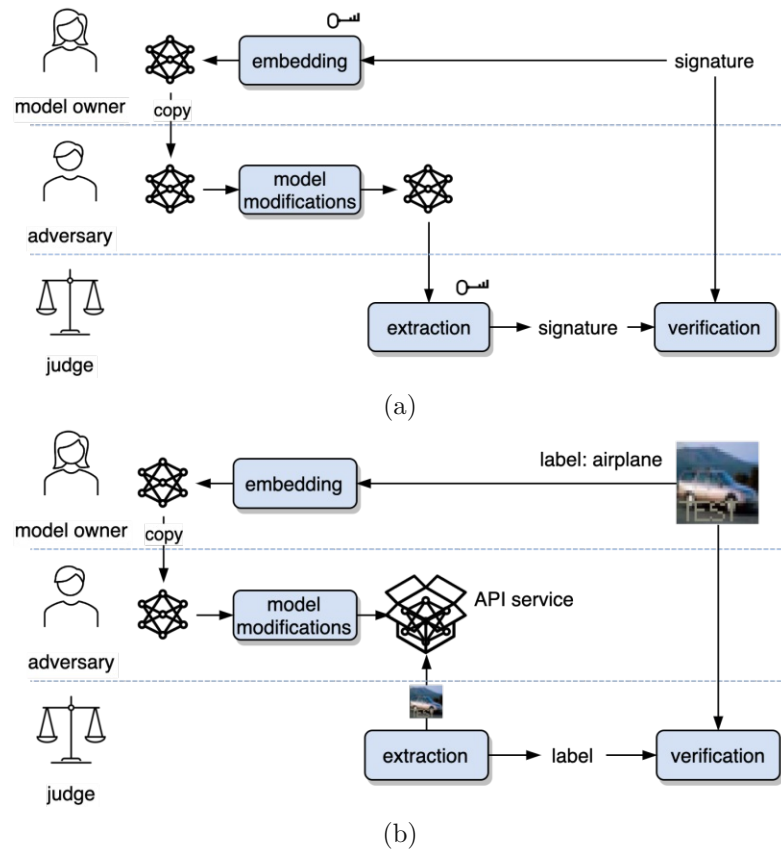 embedding
signature
model owner
copy
model
modifications
adversary
extraction
signature
verification
judge
(a)
label: airplane
embedding
TEST
model owner
copy
model
modifications
API service
adversary
extraction
label
verification
judge
(b)